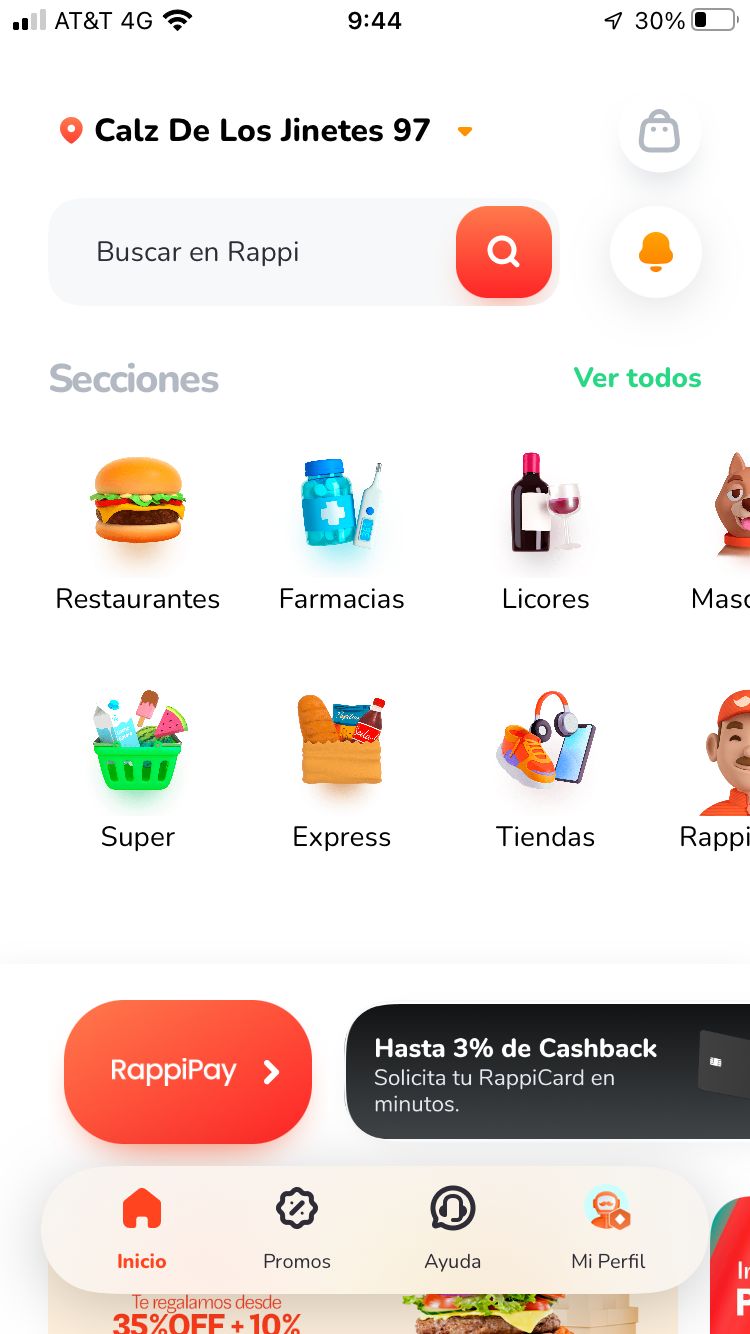 AT&T 4G 9:44 30%
Calz De Los Jinetes 97
Buscar en Rappi
Secciones Ver todos
Restaurantes Farmacias Licores
Super Express Tiendas Rappi
RappiPay
Hasta 3% de Cashback
Solicita tu RappiCard en
minutos.
Inicio Promos Ayuda Mi Perfil
Te regalamos desde
35%OFF + 10%